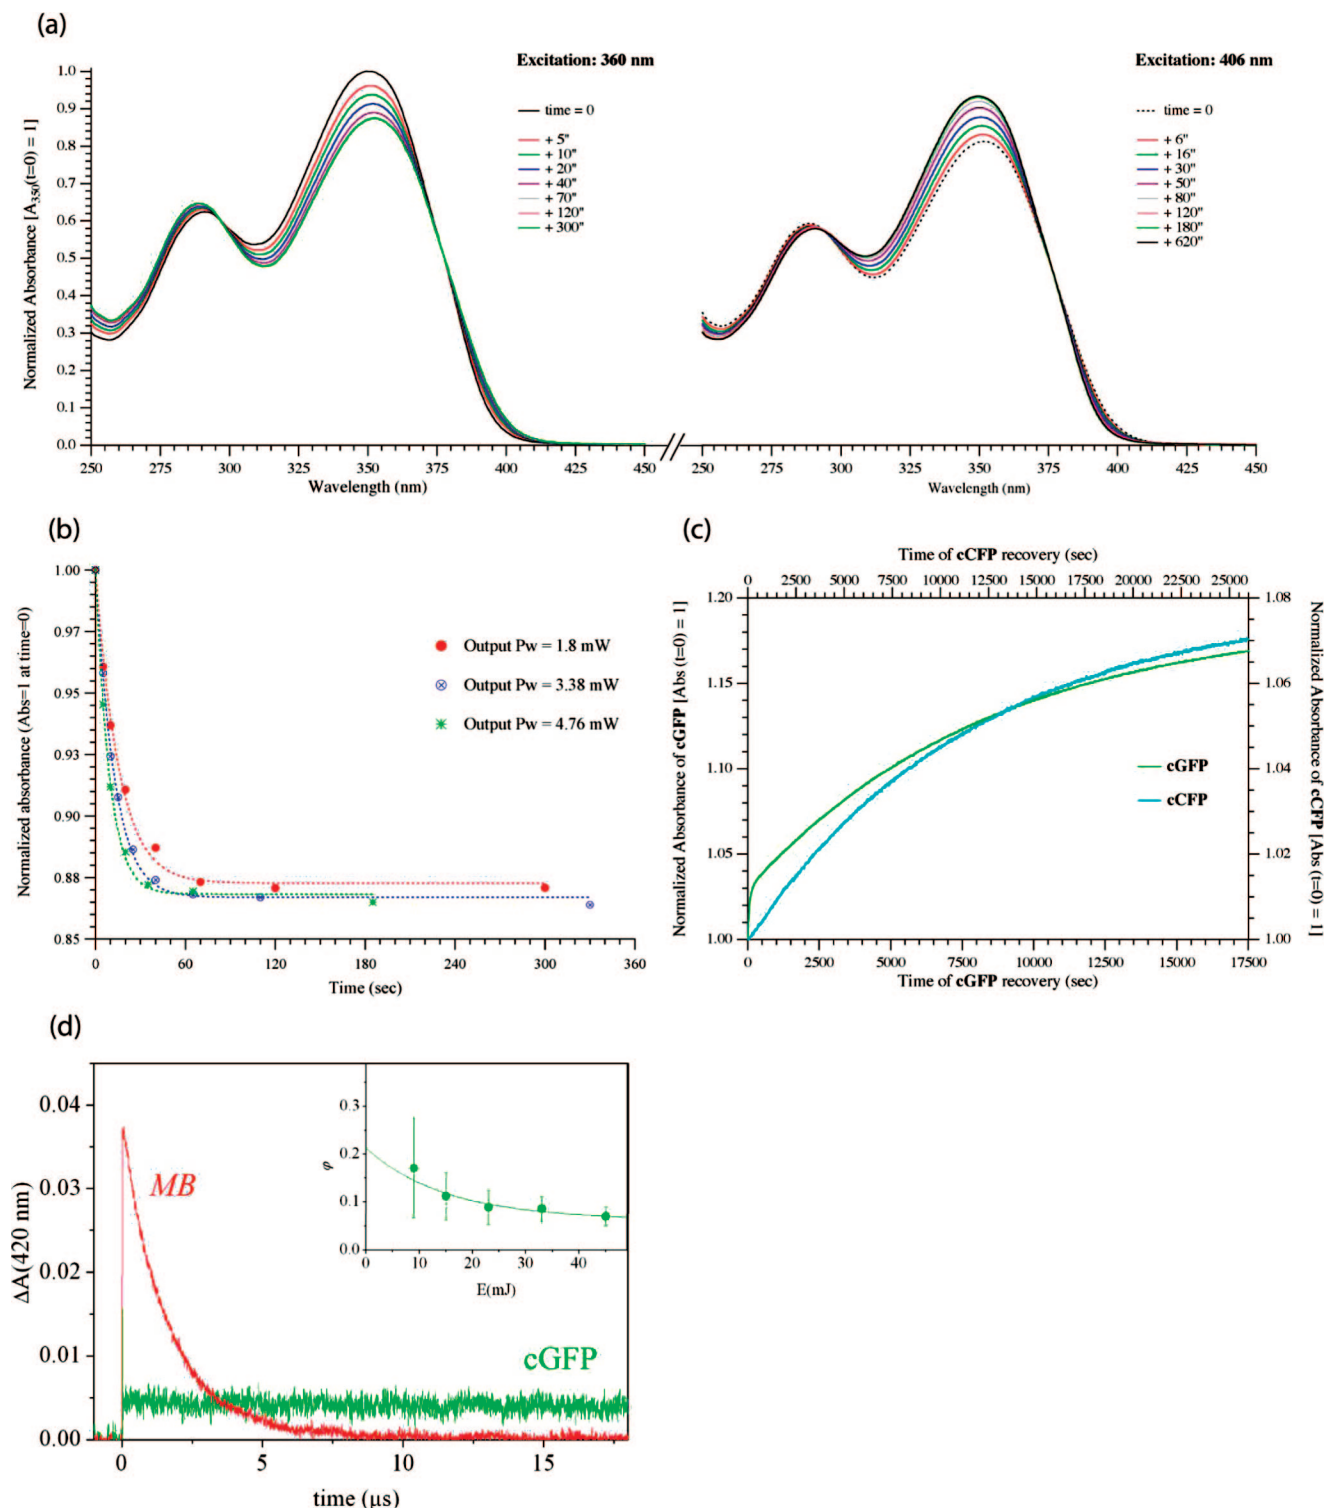 (a)
Excitation: 360 nm
time = 0
+ 5"
+ 10"
+ 20"
+ 40"
+ 70"
+ 120"
+ 300"
Normalized Absorbance [A350(t=0) = 1]
1.0
0.9
0.8
0.7
0.6
0.5
0.4
0.3
0.2
0.1
0.0
250 275 300 325 350 375 400 425 450
Wavelength (nm)
Excitation: 406 nm
time = 0
+ 6"
+ 16"
+ 30"
+ 50"
+ 80"
+ 120"
+ 180"
+ 620"
250 275 300 325 350 375 400 425 450
Wavelength (nm)
(b)
Normalized absorbance (Abs=1 at time=0)
1.00
0.97
0.95
0.93
0.90
0.88
0.85
Output Pw = 1.8 mW
Output Pw = 3.38 mW
Output Pw = 4.76 mW
0 60 120 180 240 300 360
Time (sec)
(c)
Time of cCFP recovery (sec)
0 2500 5000 7500 10000 12500 15000 17500 20000 22500 25000
Normalized Absorbance of cGFP [Abs (t=0) = 1]
1.20
1.15
1.10
1.05
1.00
cGFP
cCFP
1.08
1.06
1.04
1.02
1.00
Normalized Absorbance of cCFP [Abs (t=0) = 1]
0 2500 5000 7500 10000 12500 15000 17500
Time of cGFP recovery (sec)
(d)
ΔA(420 nm)
0.04
0.03
0.02
0.01
0.00
MB
cGFP
φ
0.3
0.2
0.1
0.0
0 10 20 30 40
E(mJ)
0 5 10 15
time (µs)